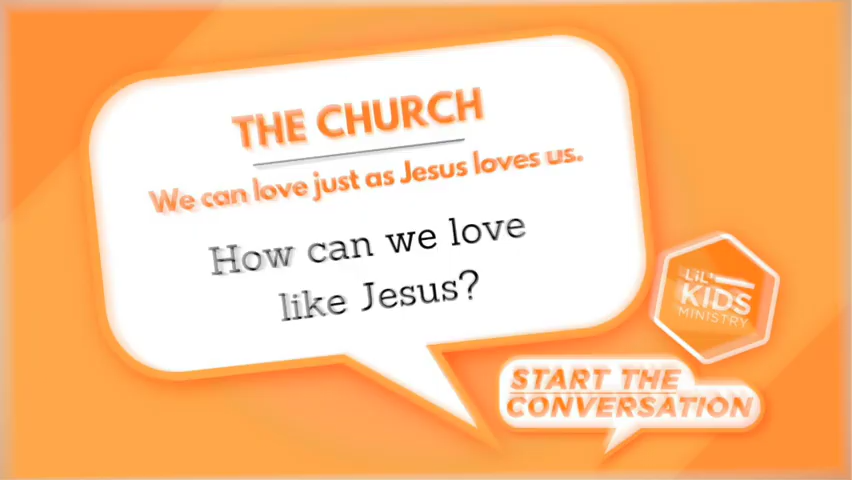 THE CHURCH
We can love just as Jesus loves us.
How can we love
like Jesus?
LIL'
KIDS
MINISTRY
START THE
CONVERSATION